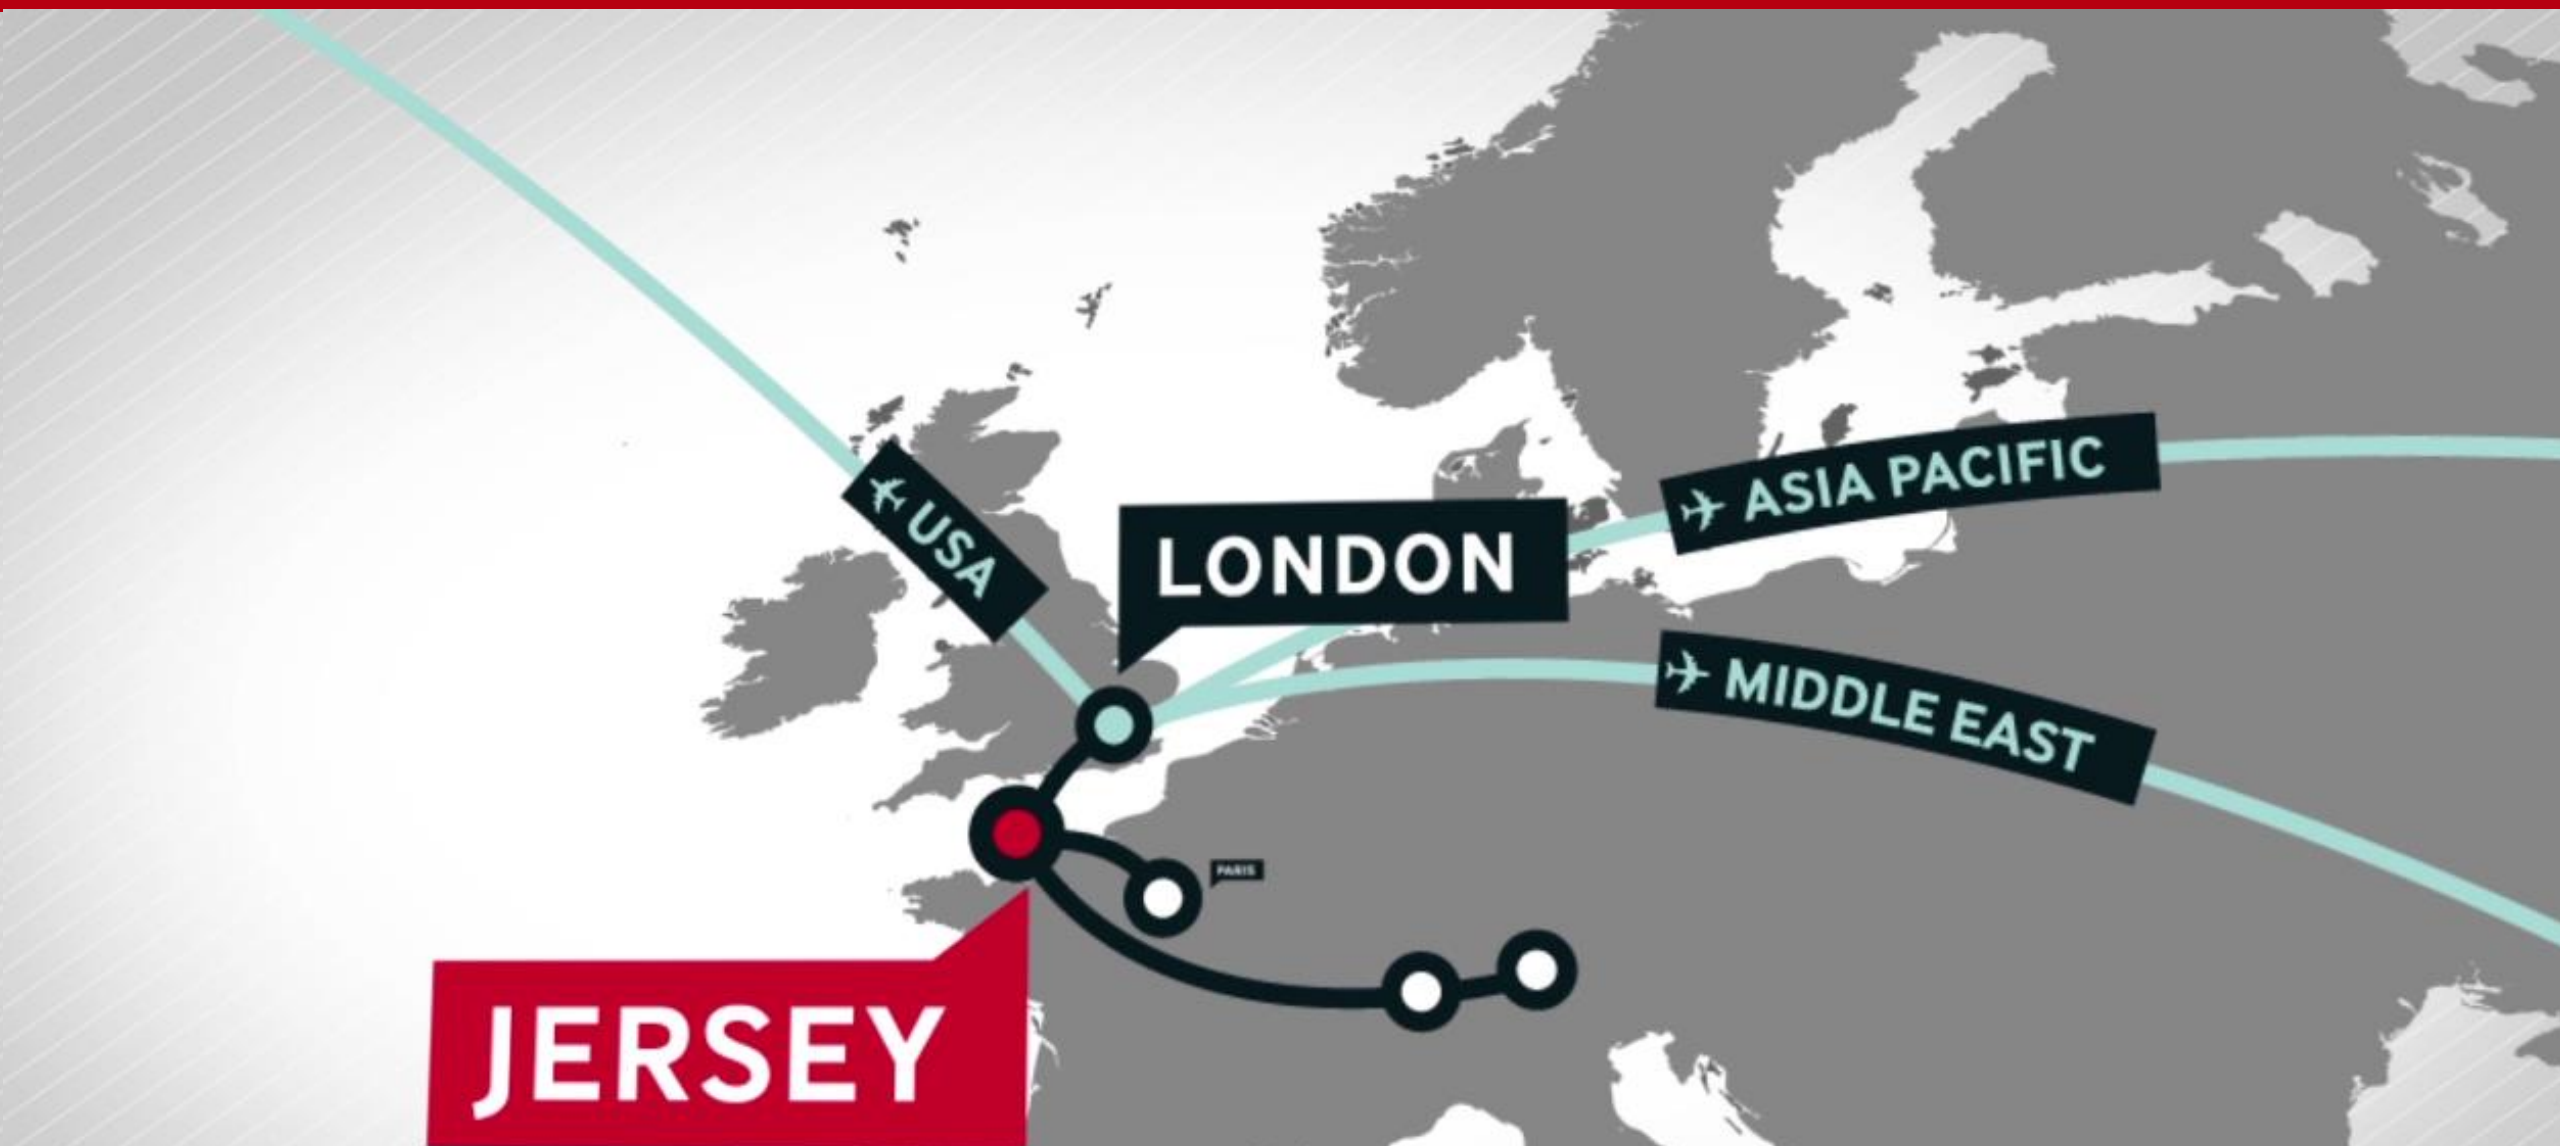 USA
ASIA PACIFIC
LONDON
MIDDLE EAST
PARIS
JERSEY